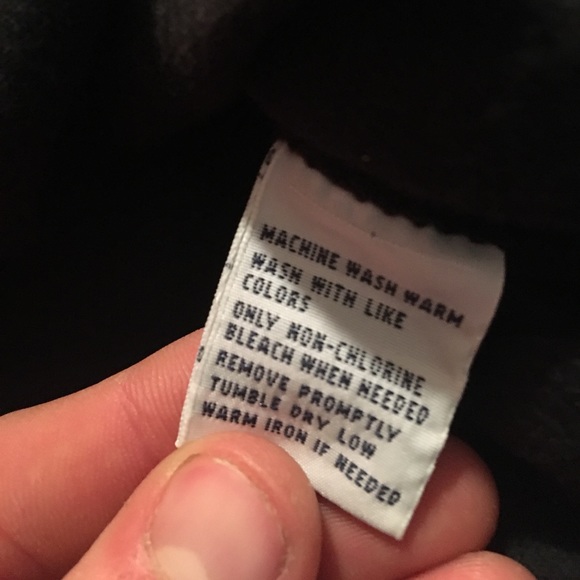 MACHINE WASH WARM
WASH WITH LIKE
COLORS
ONLY NON-CHLORINE
BLEACH WHEN NEEDED
REMOVE PROMPTLY
TUMBLE DRY LOW
WARM IRON IF NEEDED